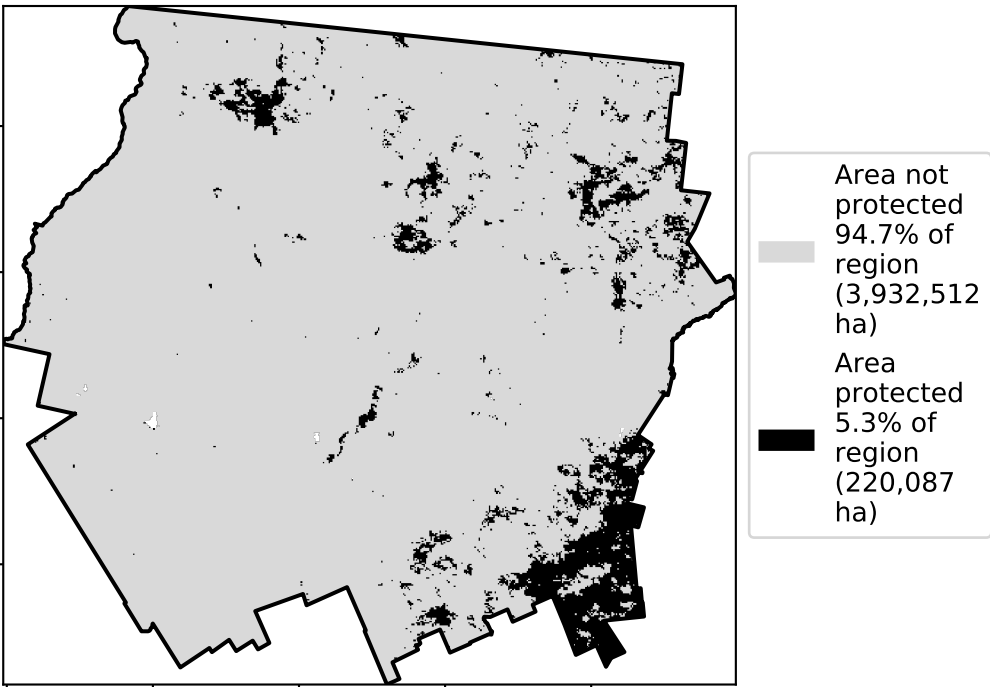 Area not
protected
94.7% of
region
(3,932,512
ha)
Area
protected
5.3% of
region
(220,087
ha)